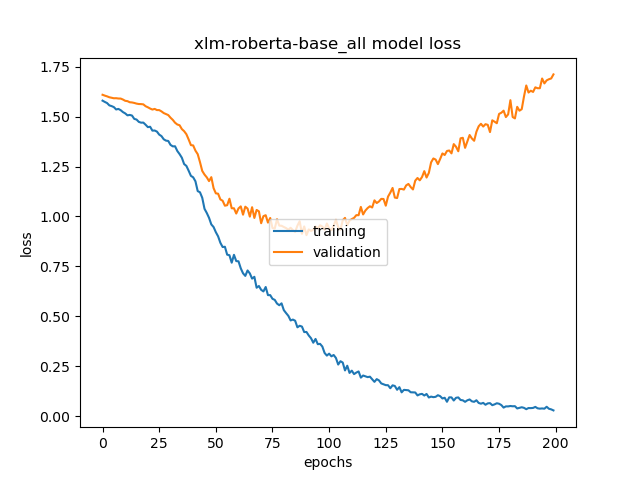 xlm-roberta-base_all model loss
1.75
1.50
1.25
1.00
0.75
0.50
0.25
0.00
loss
training
validation
0 25 50 75 100 125 150 175 200
epochs